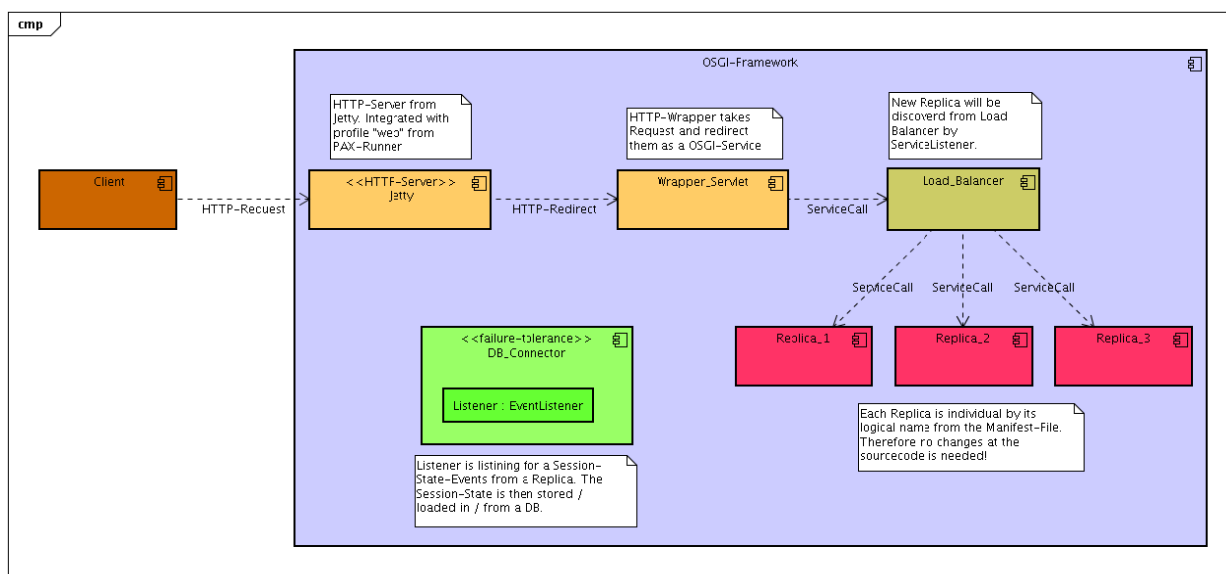 cmp
OSGI-Framework
HTTP-Server from
Jetty. Integrated with
profile "web" from
PAX-Runner
HTTP-Wrapper takes
Request and redirect
them as a OSGI-Service
New Replica will be
discoverd from Load
Balancer by
ServiceListener.
Client
<<HTTP-Server>>
Jetty
Wrapper_Servlet
Load_Balancer
HTTP-Request
HTTP-Redirect
ServiceCall
ServiceCall
ServiceCall
ServiceCall
<<failure-tolerance>>
DB_Connector
Listener : EventListener
Replica_1
Replica_2
Replica_3
Each Replica is individual by its
logical name from the Manifest-File.
Therefore no changes at the
sourcecode is needed!
Listener is listining for a Session-
State-Events from a Replica. The
Session-State is then stored /
loaded in / from a DB.